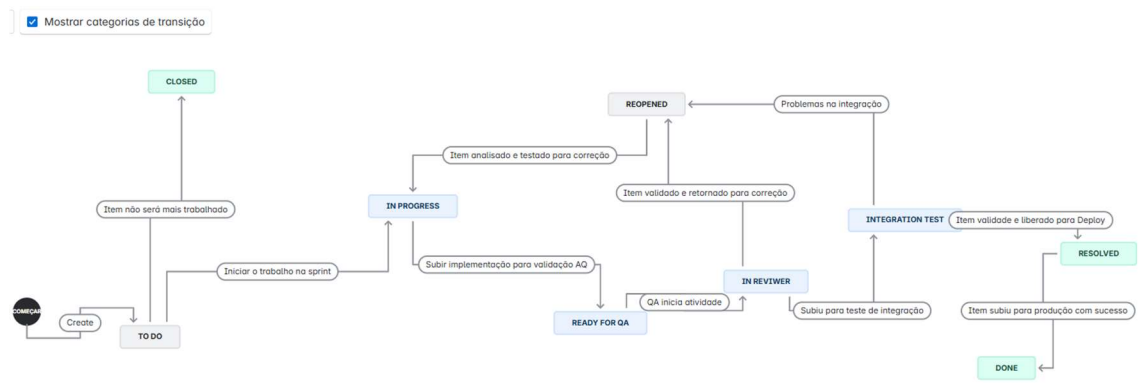 Mostrar categorias de transição
CLOSED
REOPENED
Problemas na integração
Item analisado e testado para correção
Item validado e retornado para correção
Item não será mais trabalhado
IN PROGRESS
INTEGRATION TEST
Item validade e liberado para Deploy
RESOLVED
Iniciar o trabalho na sprint
Subir implementação para validação AQ
IN REVIWER
QA inicia atividade
Subiu para teste de integração
Item subiu para produção com sucesso
COMEÇAR
Create
TO DO
READY FOR QA
DONE